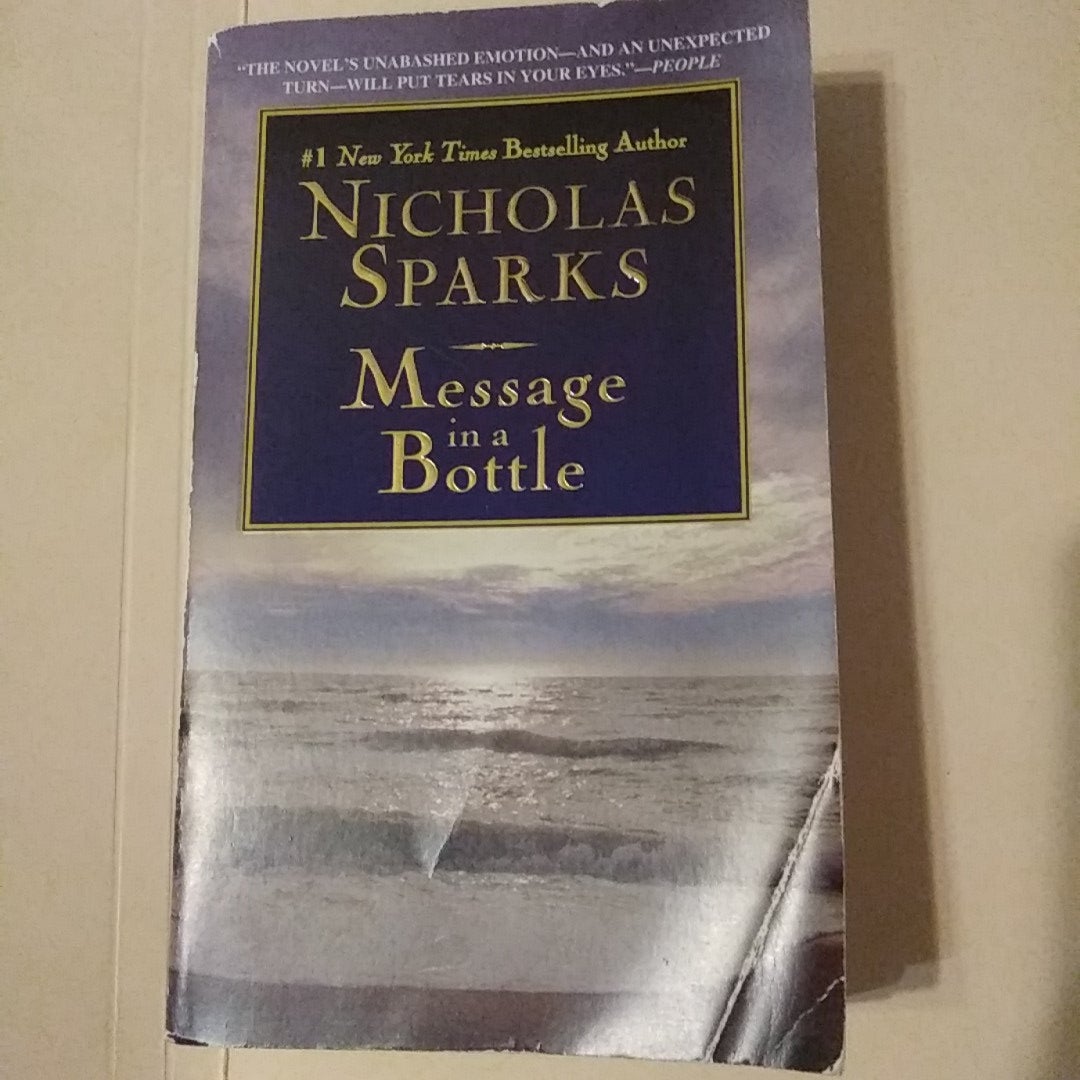 “THE NOVEL’S UNABASHED EMOTION—AND AN UNEXPECTED
TURN—WILL PUT TEARS IN YOUR EYES.”—PEOPLE
#1 New York Times Bestselling Author
NICHOLAS
SPARKS
Message
in a
Bottle